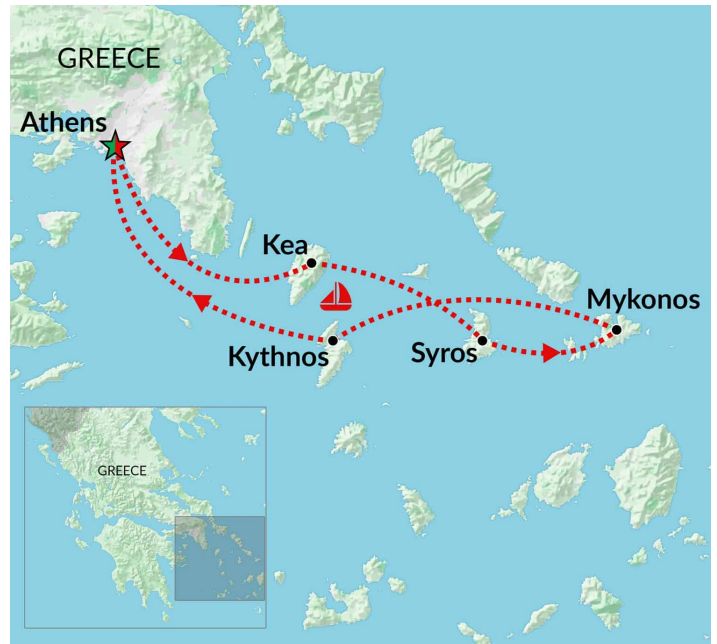 GREECE
Athens
Kea
Mykonos
Kythnos
Syros
GREECE